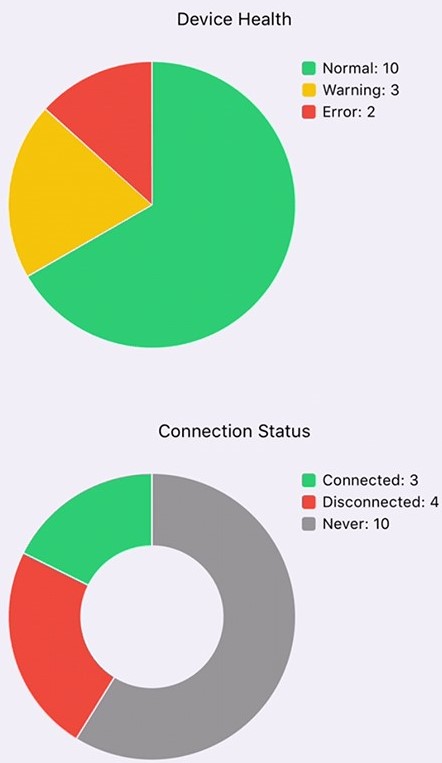 Device Health
Normal: 10
Warning: 3
Error: 2
Connection Status
Connected: 3
Disconnected: 4
Never: 10